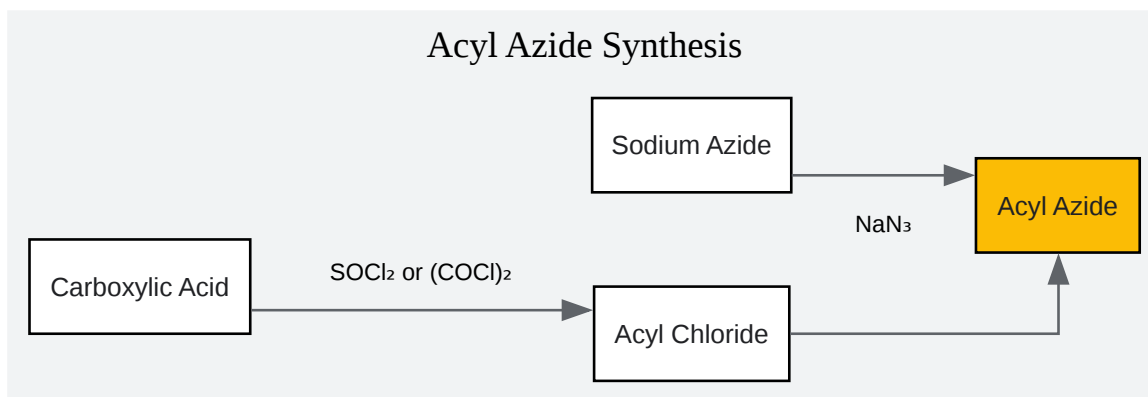 Acyl Azide Synthesis
Sodium Azide
Acyl Azide
NaN₃
Carboxylic Acid
SOCl₂ or (COCl)₂
Acyl Chloride